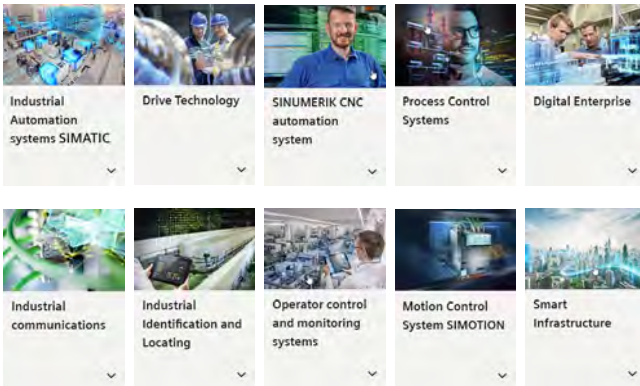 Industrial
Automation
systems SIMATIC
Drive Technology
SINUMERIK CNC
automation
system
Process Control
Systems
Digital Enterprise
Industrial
communications
Industrial
Identification and
Locating
Operator control
and monitoring
systems
Motion Control
System SIMOTION
Smart
Infrastructure